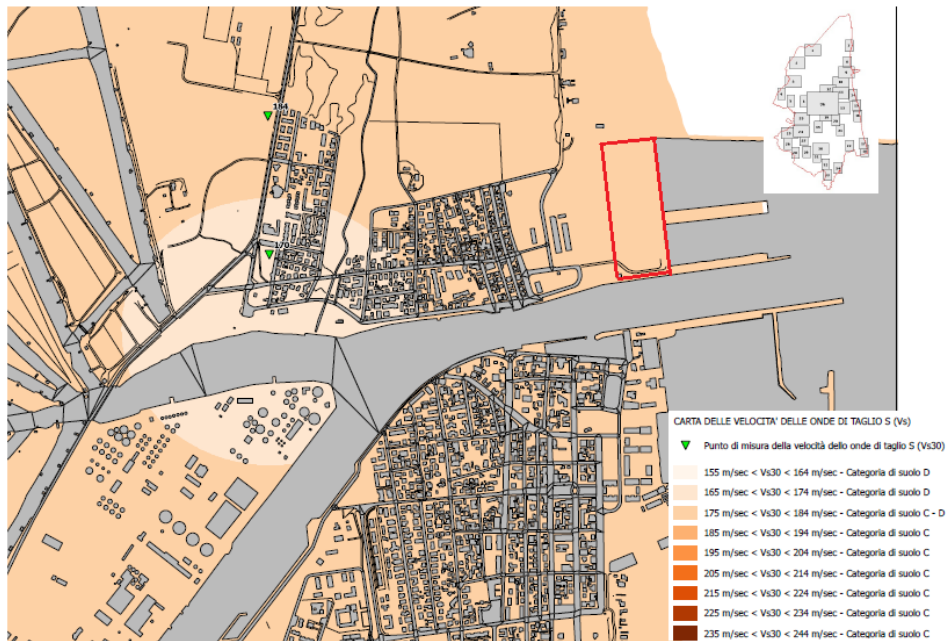 184
CARTA DELLE VELOCITA' DELLE ONDE DI TAGLIO S (Vs)
Punto di misura della velocità dello onde di taglio S (Vs30)
155 m/sec < Vs30 < 164 m/sec - Categoria di suolo D
165 m/sec < Vs30 < 174 m/sec - Categoria di suolo D
175 m/sec < Vs30 < 184 m/sec - Categoria di suolo C - D
185 m/sec < Vs30 < 194 m/sec - Categoria di suolo C
195 m/sec < Vs30 < 204 m/sec - Categoria di suolo C
205 m/sec < Vs30 < 214 m/sec - Categoria di suolo C
215 m/sec < Vs30 < 224 m/sec - Categoria di suolo C
225 m/sec < Vs30 < 234 m/sec - Categoria di suolo C
235 m/sec < Vs30 < 244 m/sec - Categoria di suolo C